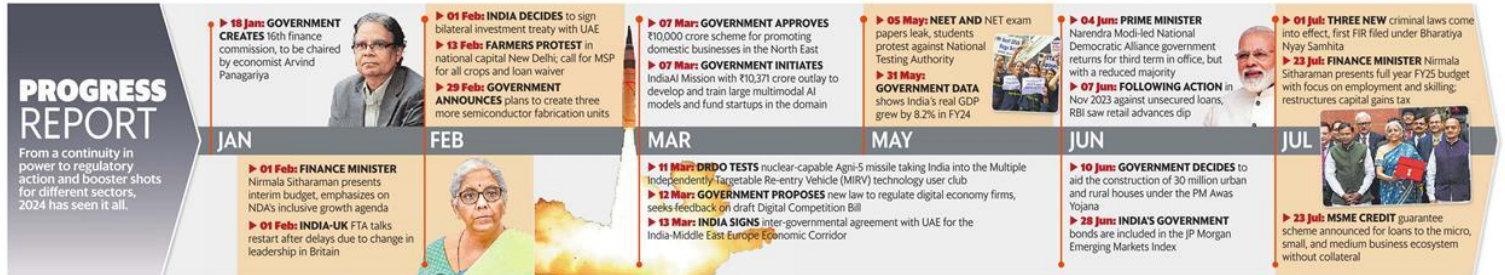 PROGRESS
REPORT
From a continuity in
power to regulatory
action and booster shots
for different sectors,
2024 has seen it all.
▶ 18 Jan: GOVERNMENT
CREATES 16th finance
commission, to be chaired
by economist Arvind
Panagariya
JAN
▶ 01 Feb: FINANCE MINISTER
Nirmala Sitharaman presents
interim budget, emphasizes on
NDA's inclusive growth agenda
▶ 01 Feb: INDIA-UK FTA talks
restart after delays due to change in
leadership in Britain
▶ 01 Feb: INDIA DECIDES to sign
bilateral investment treaty with UAE
▶ 13 Feb: FARMERS PROTEST in
national capital New Delhi; call for MSP
for all crops and loan waiver
▶ 29 Feb: GOVERNMENT
ANNOUNCES plans to create three
more semiconductor fabrication units
FEB
▶ 07 Mar: GOVERNMENT APPROVES
₹10,000 crore scheme for promoting
domestic businesses in the North East
▶ 07 Mar: GOVERNMENT INITIATES
IndiaAI Mission with ₹10,371 crore outlay to
develop and train large multimodal AI
models and fund startups in the domain
MAR
▶ 11 Mar: DRDO TESTS nuclear-capable Agni-5 missile taking India into the Multiple
Independently Targetable Re-entry Vehicle (MIRV) technology user club
▶ 12 Mar: GOVERNMENT PROPOSES new law to regulate digital economy firms,
seeks feedback on draft Digital Competition Bill
▶ 13 Mar: INDIA SIGNS inter-governmental agreement with UAE for the
India-Middle East Europe Economic Corridor
▶ 05 May: NEET AND NET exam
papers leak, students
protest against National
Testing Authority
▶ 31 May:
GOVERNMENT DATA
shows India's real GDP
grew by 8.2% in FY24
MAY
▶ 04 Jun: PRIME MINISTER
Narendra Modi-led National
Democratic Alliance government
returns for third term in office, but
with a reduced majority
▶ 07 Jun: FOLLOWING ACTION in
Nov 2023 against unsecured loans,
RBI saw retail advances dip
JUN
▶ 10 Jun: GOVERNMENT DECIDES to
aid the construction of 30 million urban
and rural houses under the PM Awas
Yojana
▶ 28 Jun: INDIA'S GOVERNMENT
bonds are included in the JP Morgan
Emerging Markets Index
▶ 01 Jul: THREE NEW criminal laws come
into effect, first FIR filed under Bharatiya
Nyay Samhita
▶ 23 Jul: FINANCE MINISTER Nirmala
Sitharaman presents full year FY25 budget
with focus on employment and skilling;
restructures capital gains tax
JUL
▶ 23 Jul: MSME CREDIT guarantee
scheme announced for loans to the micro,
small, and medium business ecosystem
without collateral